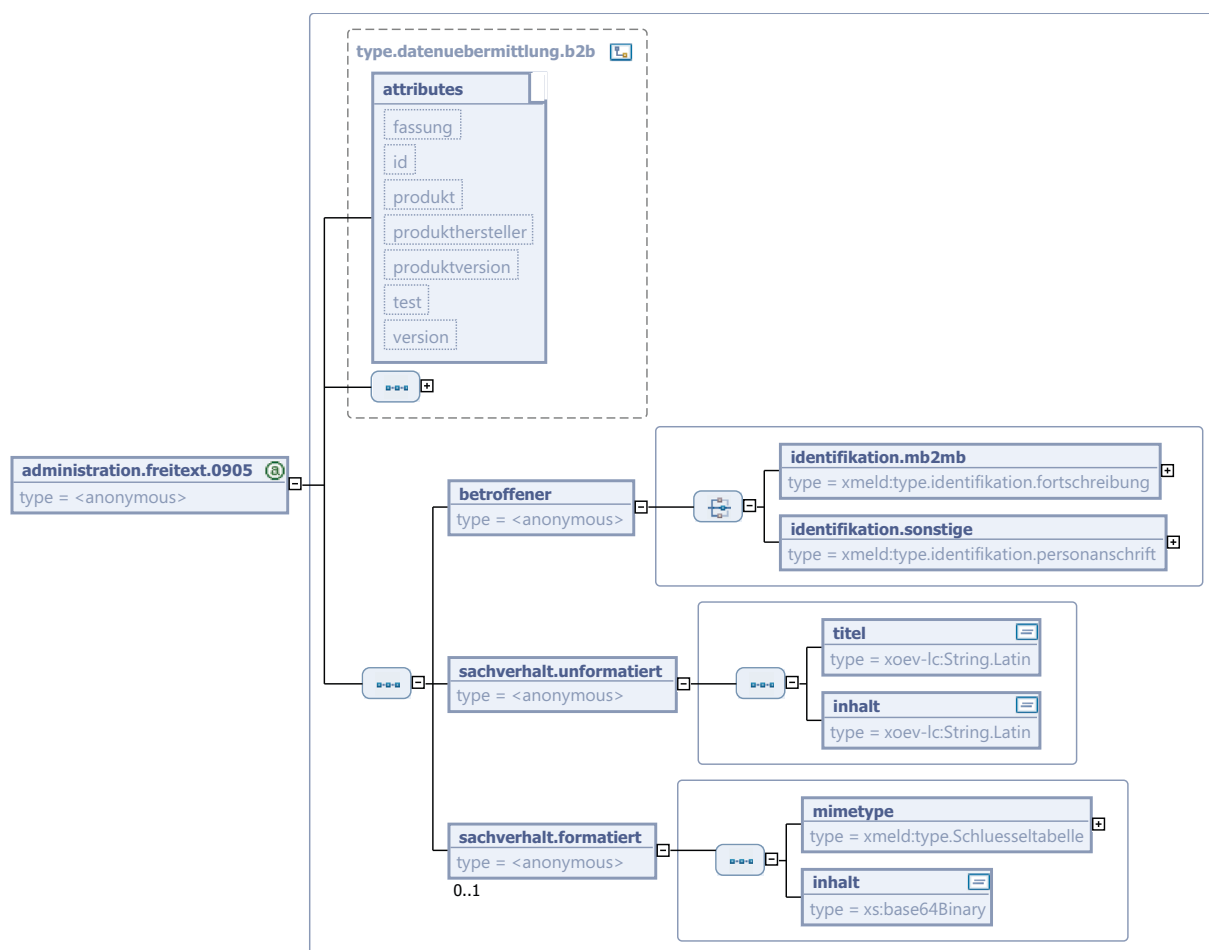 type.datenuebermittlung.b2b
attributes
fassung
id
produkt
produkthersteller
produktversion
test
version
administration.freitext.0905 a
type = <anonymous>
betroffener
type = <anonymous>
identifikation.mb2mb
type = xmeld:type.identifikation.fortschreibung
identifikation.sonstige
type = xmeld:type.identifikation.personanschrift
sachverhalt.unformatiert
type = <anonymous>
titel
type = xoev-lc:String.Latin
inhalt
type = xoev-lc:String.Latin
sachverhalt.formatiert
type = <anonymous>
0..1
mimetype
type = xmeld:type.Schluesseltabelle
inhalt
type = xs:base64Binary